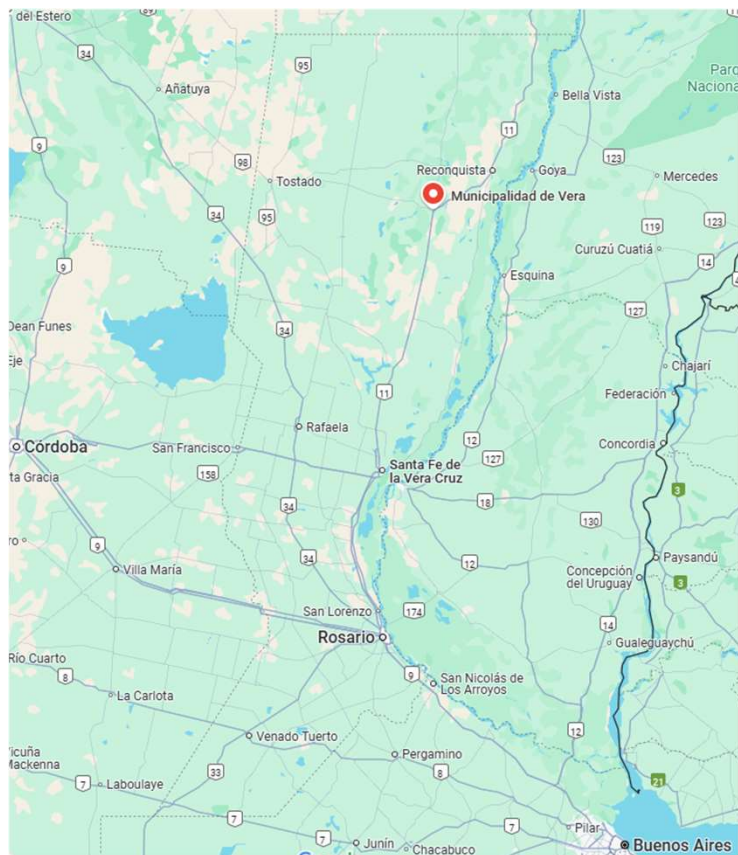 del Estero
89
34
95
Añatuya
Bella Vista
Parc
Naciona
11
9
98
Reconquista
Goya
123
Tostado
Mercedes
Municipalidad de Vera
34
95
119
123
Curuzú Cuatiá
14
9
Esquina
4
127
Dean Funes
34
Eje
Chajarí
11
Federación
Rafaela
12
Córdoba
San Francisco
Concordia
127
Santa Fe de
la Vera Cruz
ta Gracia
158
3
18
34
130
ro
9
34
Paysandú
12
Villa María
Concepción
del Uruguay
3
San Lorenzo
174
14
Rosario
Gualeguaychú
Río Cuarto
9
8
San Nicolás de
Los Arroyos
La Carlota
12
Venado Tuerto
icuña
Mackenna
Pergamino
33
8
21
7
Laboulaye
7
Pilar
7
7
Junín
Buenos Aires
Chacabuco